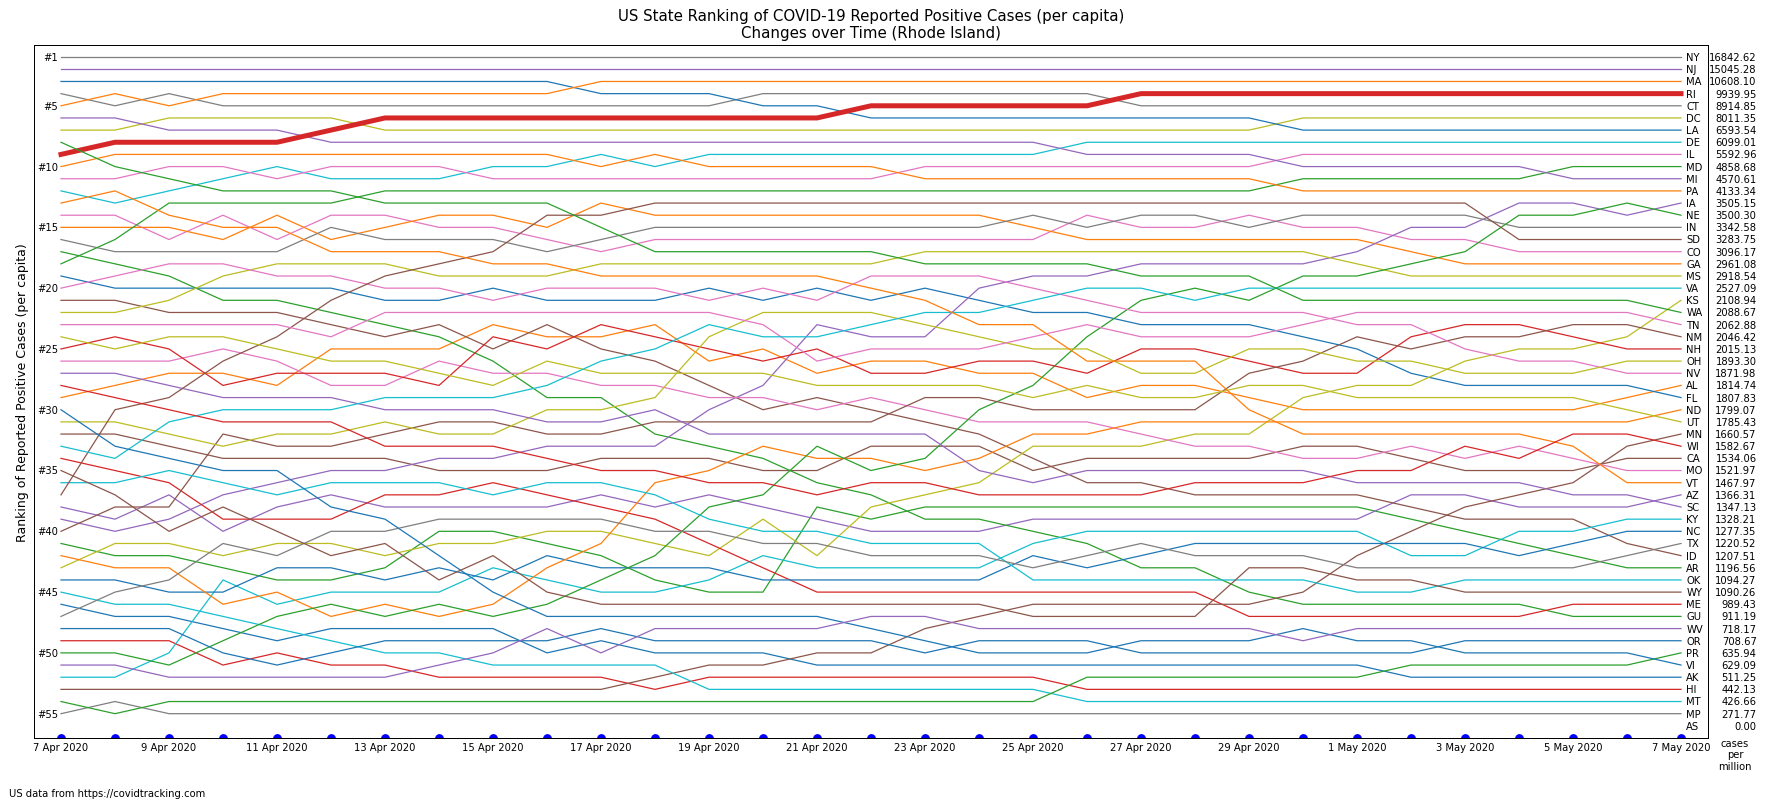 US State Ranking of COVID-19 Reported Positive Cases (per capita)
Changes over Time (Rhode Island)
Ranking of Reported Positive Cases (per capita)
#1
#5
#10
#15
#20
#25
#30
#35
#40
#45
#50
#55
NY 16842.62
NJ 15045.28
MA 10608.10
RI 9939.95
CT 8914.85
DC 8011.35
LA 6593.54
DE 6099.01
IL 5592.96
MD 4858.68
MI 4570.61
PA 4133.34
IA 3505.15
NE 3500.30
IN 3342.58
SD 3283.75
CO 3096.17
GA 2961.08
MS 2918.54
VA 2527.09
KS 2108.94
WA 2088.67
TN 2062.88
NM 2046.42
NH 2015.13
OH 1893.30
NV 1871.98
AL 1814.74
FL 1807.83
ND 1799.07
UT 1785.43
MN 1660.57
WI 1582.67
CA 1534.06
MO 1521.97
VT 1467.97
AZ 1366.31
SC 1347.13
KY 1328.21
NC 1277.35
TX 1220.52
ID 1207.51
AR 1196.56
OK 1094.27
WY 1090.26
ME 989.43
GU 911.19
WV 718.17
OR 708.67
PR 635.94
VI 629.09
AK 511.25
HI 442.13
MT 426.66
MP 271.77
AS 0.00
7 Apr 2020 9 Apr 2020 11 Apr 2020 13 Apr 2020 15 Apr 2020 17 Apr 2020 19 Apr 2020 21 Apr 2020 23 Apr 2020 25 Apr 2020 27 Apr 2020 29 Apr 2020 1 May 2020 3 May 2020 5 May 2020 7 May 2020
cases
per
million
US data from https://covidtracking.com